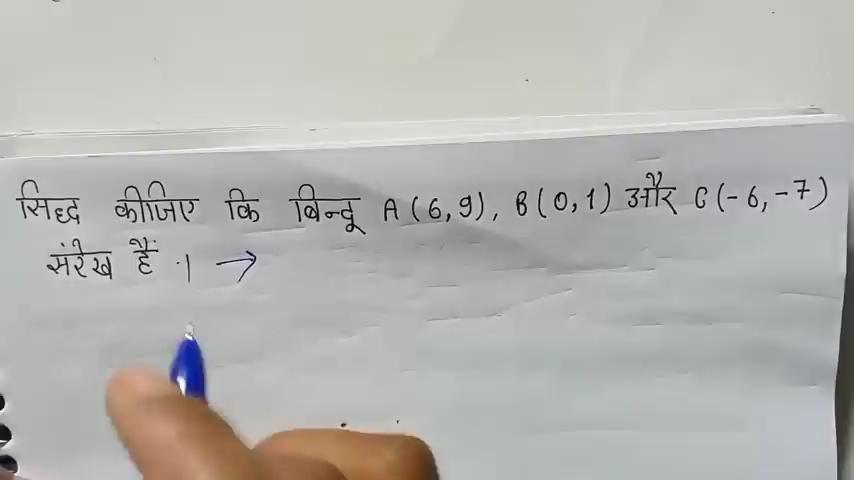 सिद्ध कीजिए कि बिन्दू A(6,9), B(0,1) और C(-6,-7)
संरेख हैं । →